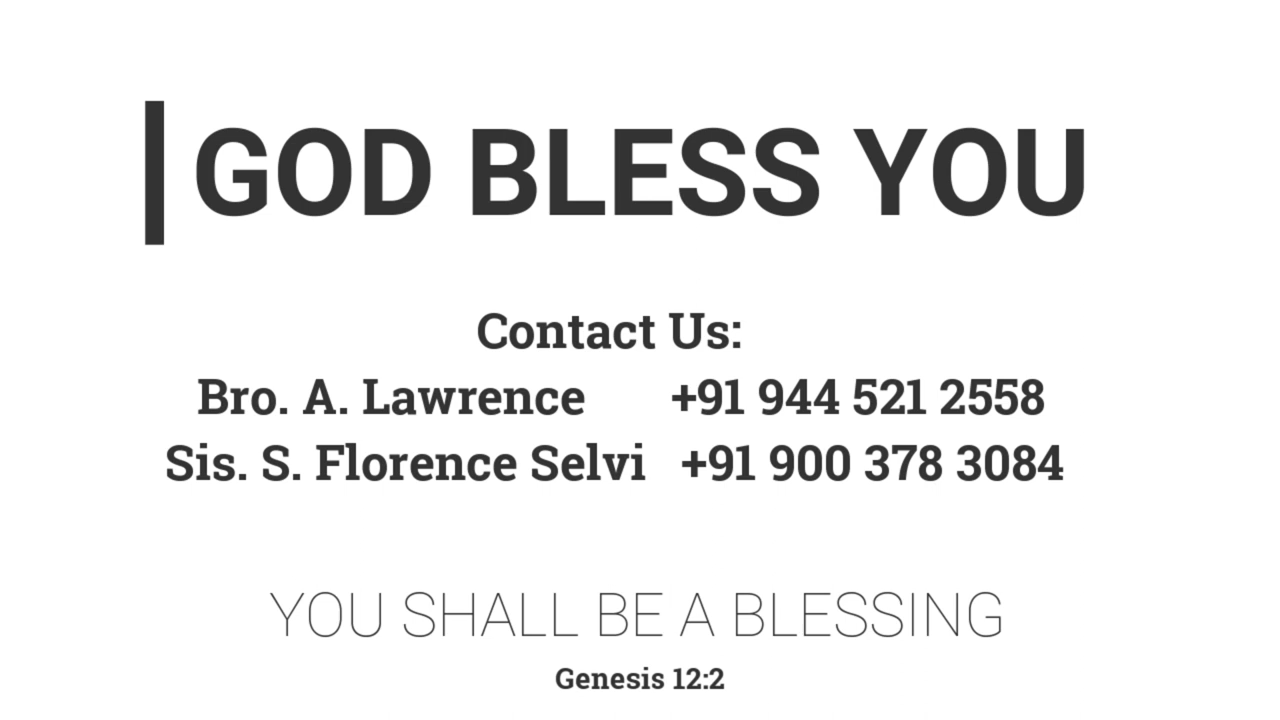 GOD BLESS YOU
Contact Us:
Bro. A. Lawrence +91 944 521 2558
Sis. S. Florence Selvi +91 900 378 3084
YOU SHALL BE A BLESSING
Genesis 12:2